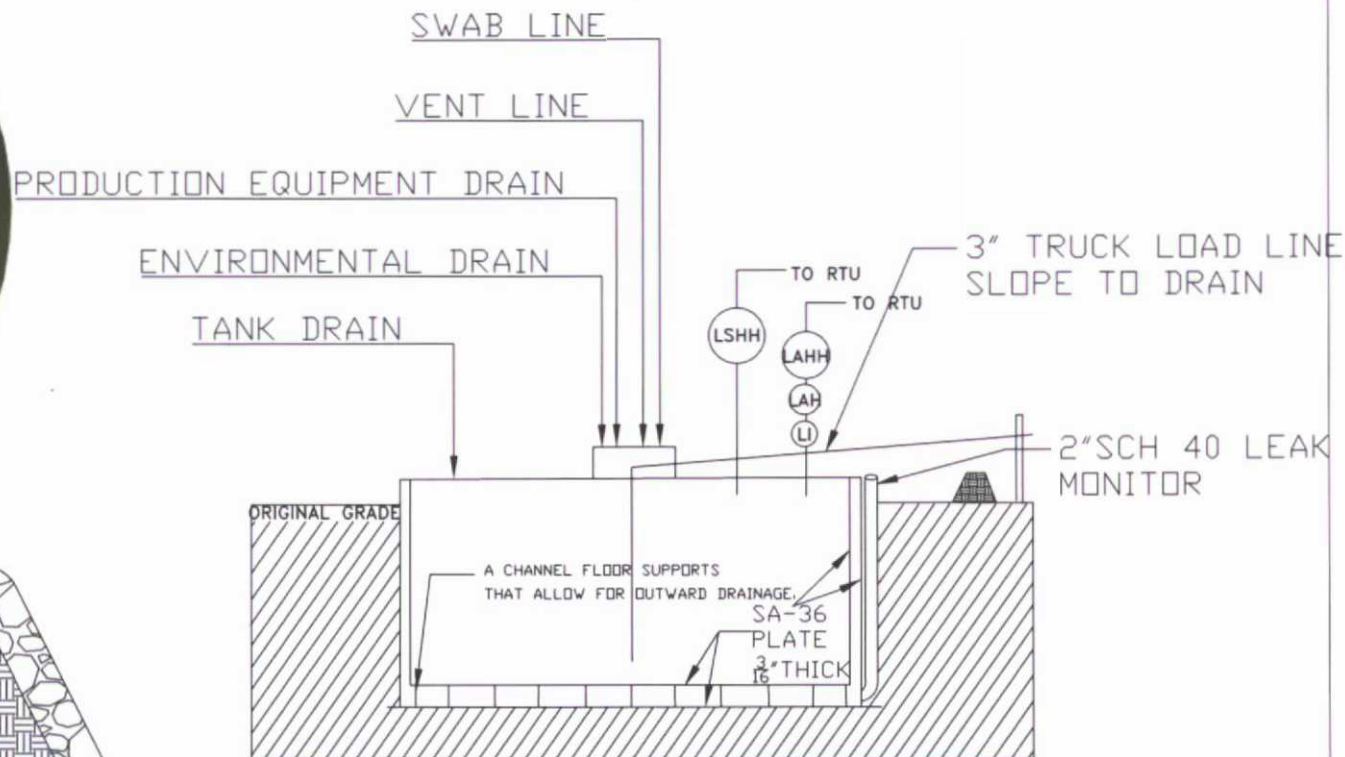 SWAB LINE
VENT LINE
PRODUCTION EQUIPMENT DRAIN
ENVIRONMENTAL DRAIN
TANK DRAIN
TO RTU
TO RTU
3" TRUCK LOAD LINE
SLOPE TO DRAIN
LSHH
LAHH
LAH
LI
2"SCH 40 LEAK
MONITOR
ORIGINAL GRADE
A CHANNEL FLOOR SUPPORTS
THAT ALLOW FOR OUTWARD DRAINAGE.
SA-36
PLATE
3/16"THICK